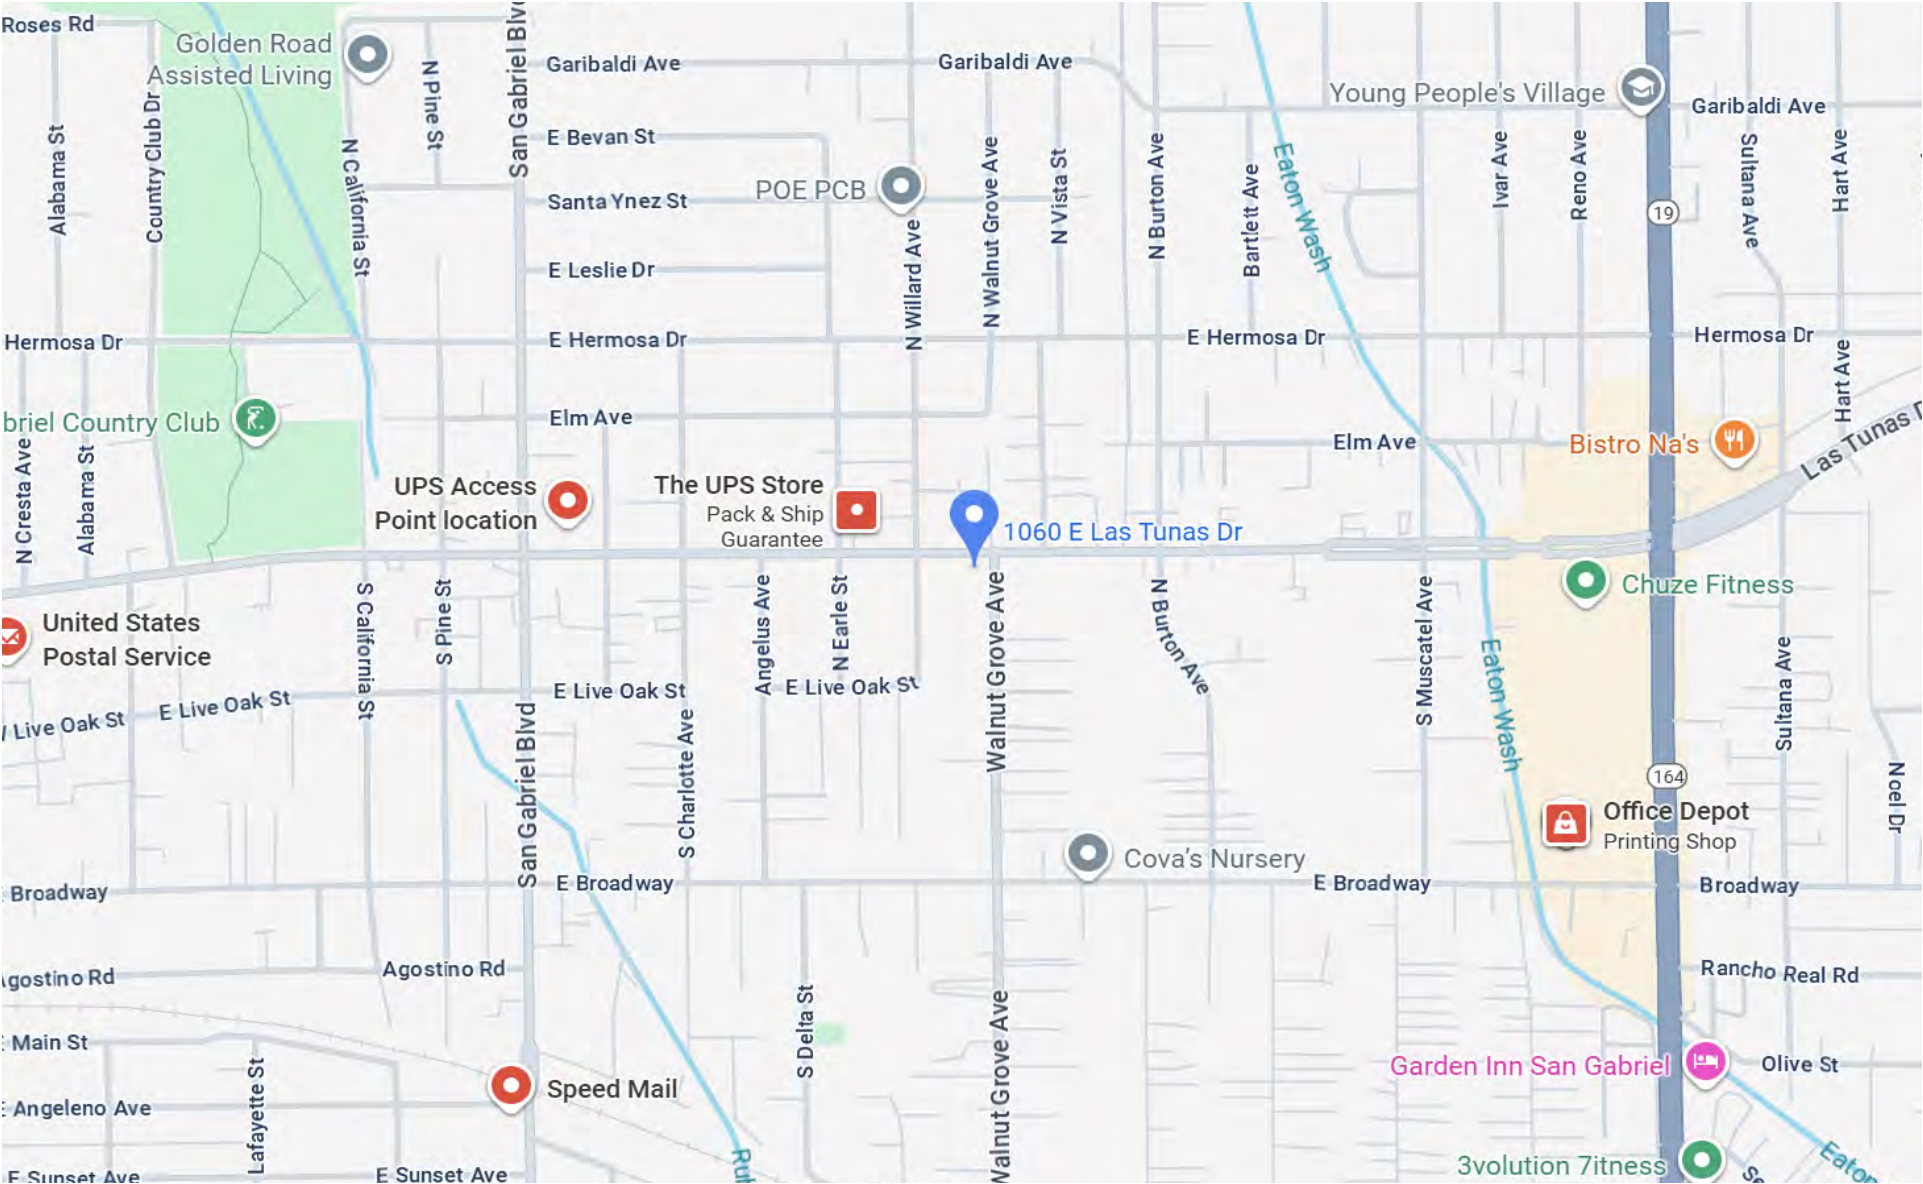 Roses Rd
Golden Road
Assisted Living
San Gabriel Blvd
Garibaldi Ave
Garibaldi Ave
Young People's Village
Garibaldi Ave
Alabama St
Country Club Dr
N California St
N Pine St
E Bevan St
Santa Ynez St
POE PCB
E Leslie Dr
N Willard Ave
N Walnut Grove Ave
N Vista St
N Burton Ave
Bartlett Ave
Eaton Wash
Ivar Ave
Reno Ave
19
Sultana Ave
Hart Ave
Hermosa Dr
E Hermosa Dr
E Hermosa Dr
Hermosa Dr
Hart Ave
briel Country Club
N Cresta Ave
Alabama St
Elm Ave
Elm Ave
Bistro Na's
Las Tunas D
UPS Access
Point location
The UPS Store
Pack & Ship
Guarantee
1060 E Las Tunas Dr
Chuze Fitness
United States
Postal Service
S California St
S Pine St
Angelus Ave
N Earle St
Walnut Grove Ave
N Burton Ave
S Muscatel Ave
Eaton Wash
Sultana Ave
Live Oak St
E Live Oak St
E Live Oak St
E Live Oak St
San Gabriel Blvd
S Charlotte Ave
164
Noel Dr
Office Depot
Printing Shop
Cova's Nursery
Broadway
E Broadway
E Broadway
Broadway
gostino Rd
Agostino Rd
Rancho Real Rd
S Delta St
Walnut Grove Ave
Main St
Lafayette St
Speed Mail
Garden Inn San Gabriel
Olive St
Angeleno Ave
E Sunset Ave
E Sunset Ave
Rub
3volution 7itness
Se
Eaton